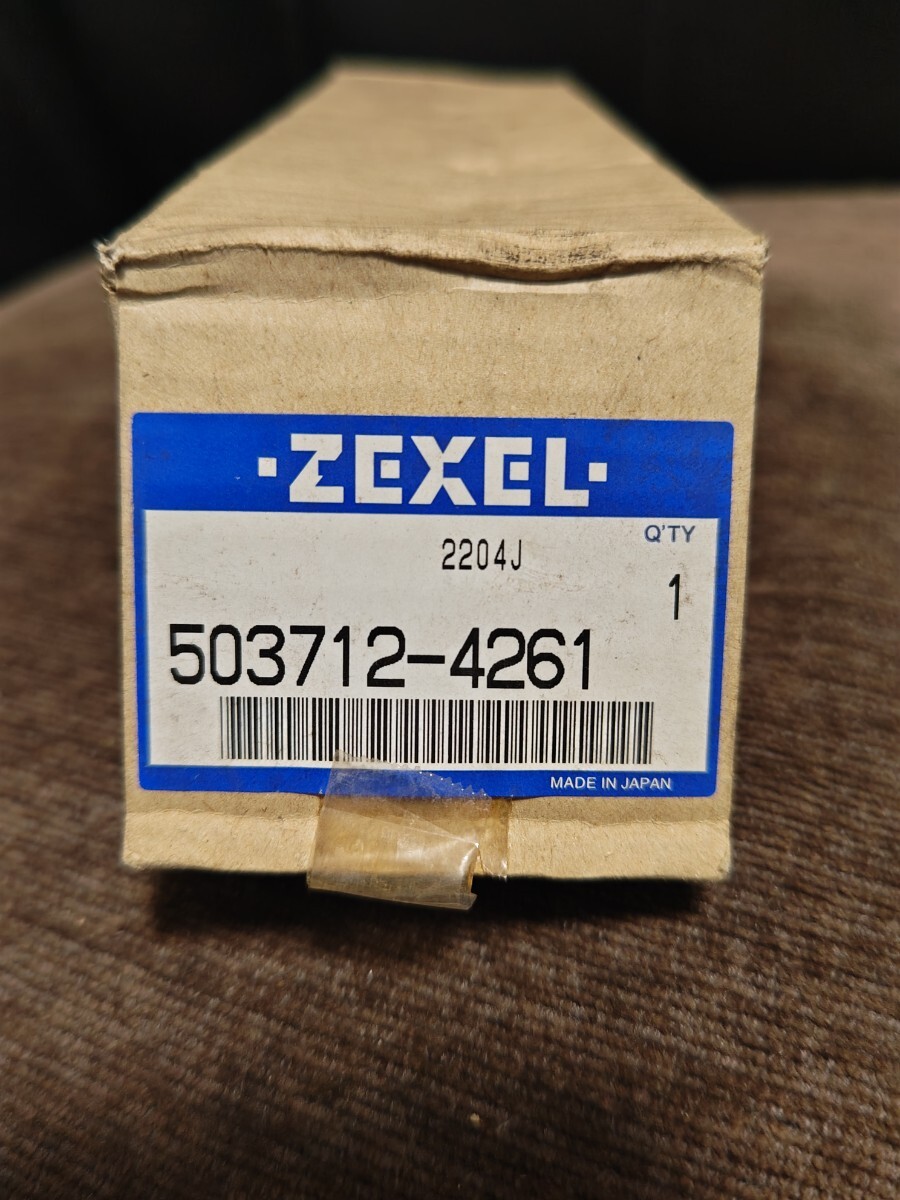 ·ZEXEL·
Q'TY
2204J
1
503712-4261
MADE IN JAPAN